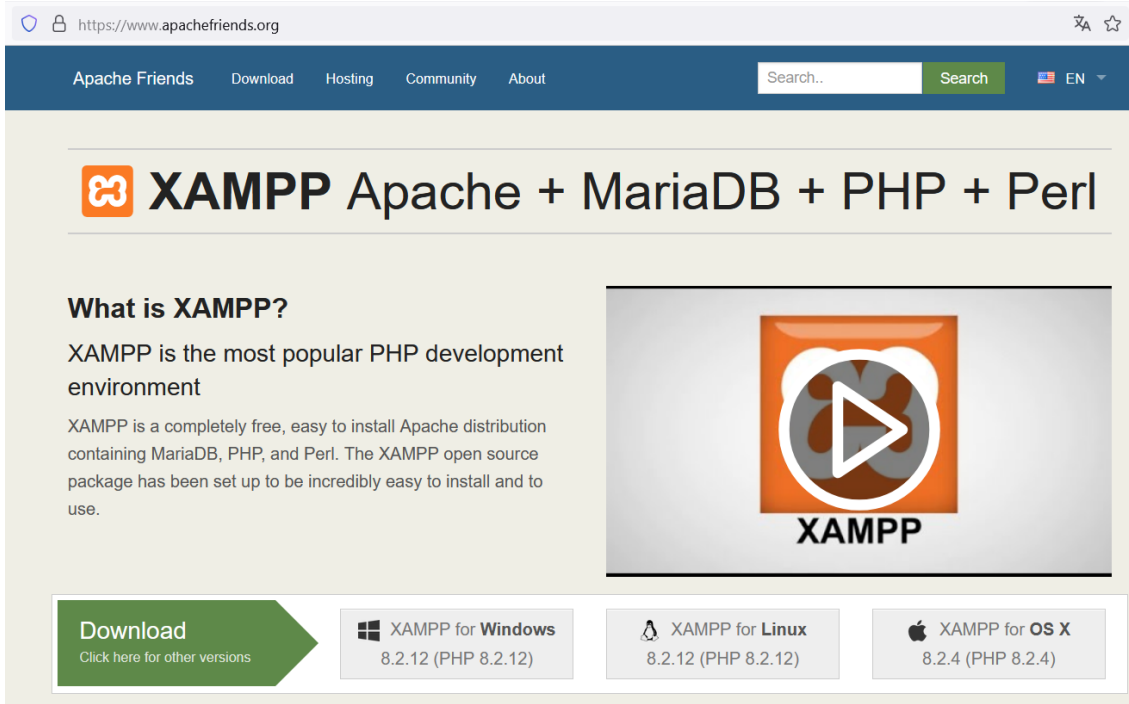 https://www.apachefriends.org
Apache Friends Download Hosting Community About Search.. Search EN
XAMPP Apache + MariaDB + PHP + Perl
What is XAMPP?
XAMPP is the most popular PHP development
environment
XAMPP is a completely free, easy to install Apache distribution
containing MariaDB, PHP, and Perl. The XAMPP open source
package has been set up to be incredibly easy to install and to
use.
XAMPP
Download
Click here for other versions
XAMPP for Windows
8.2.12 (PHP 8.2.12)
XAMPP for Linux
8.2.12 (PHP 8.2.12)
XAMPP for OS X
8.2.4 (PHP 8.2.4)